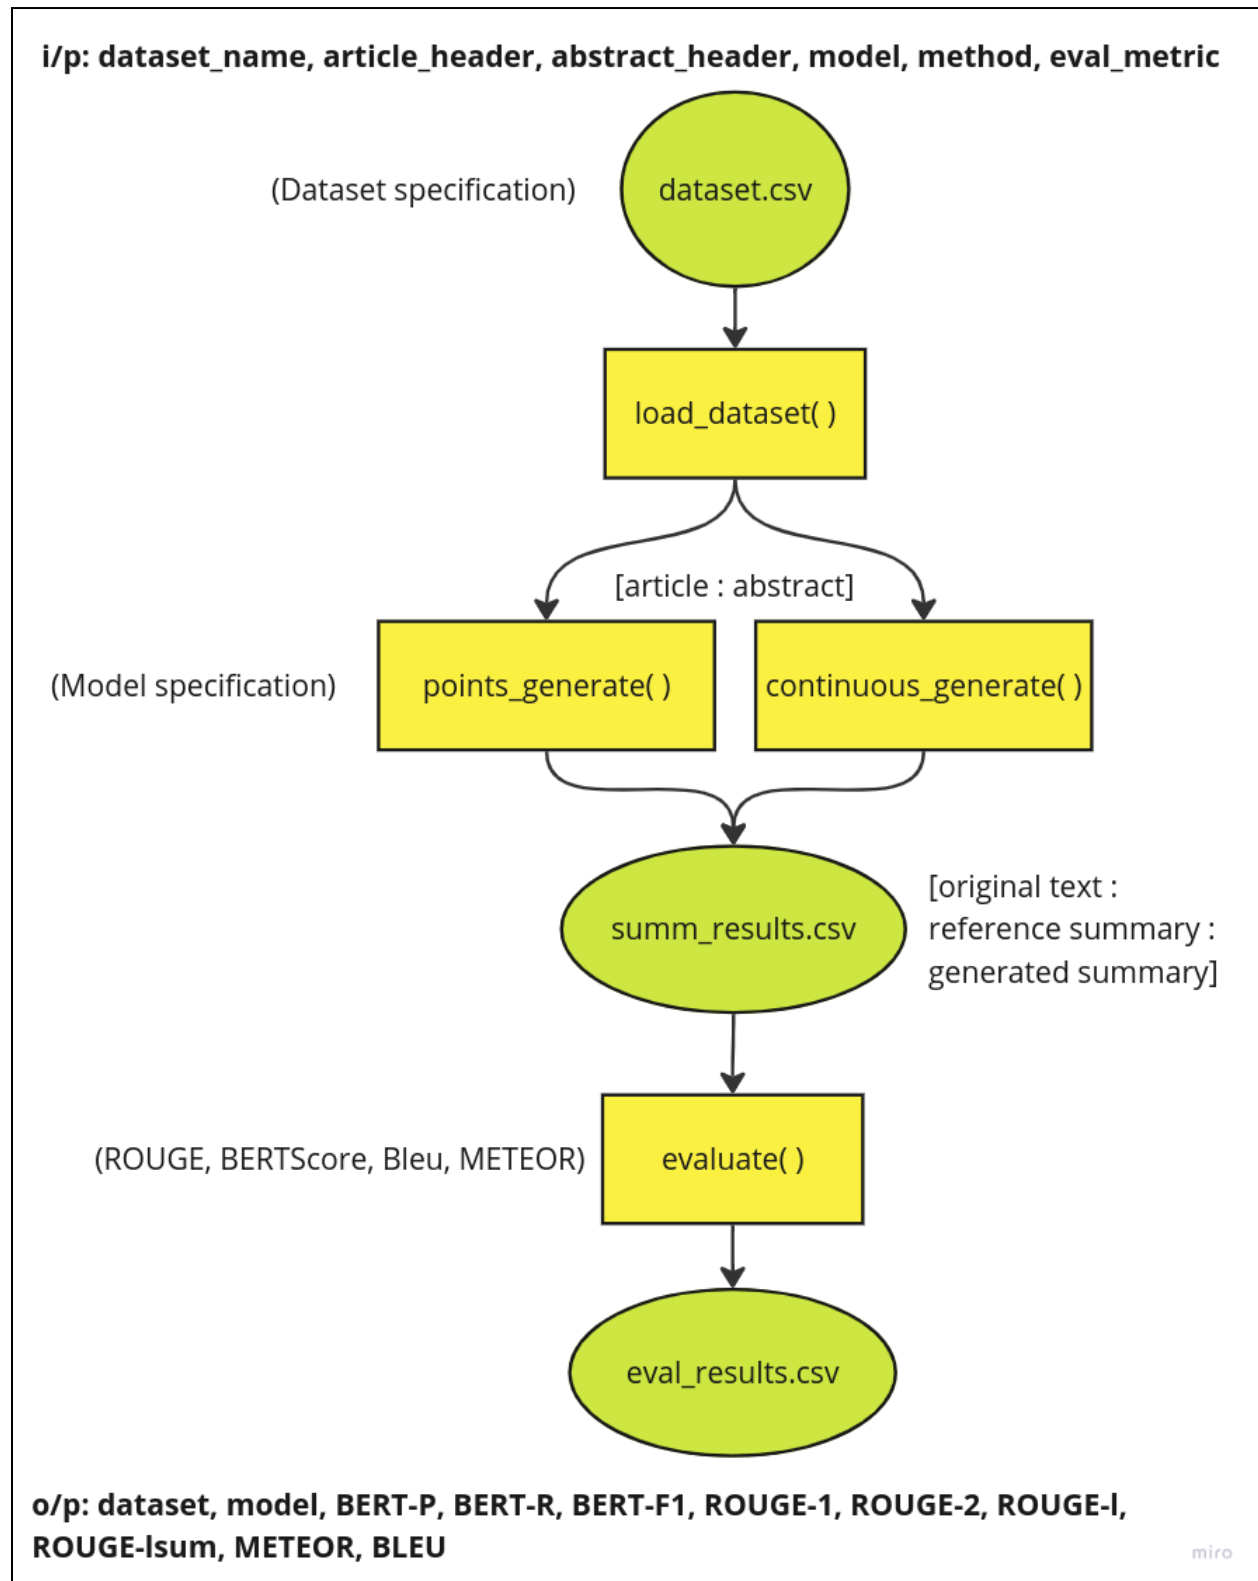 i/p: dataset_name, article_header, abstract_header, model, method, eval_metric
(Dataset specification)
dataset.csv
load_dataset( )
[article : abstract]
(Model specification)
points_generate( )
continuous_generate( )
summ_results.csv
[original text :
reference summary :
generated summary]
(ROUGE, BERTScore, Bleu, METEOR)
evaluate( )
eval_results.csv
o/p: dataset, model, BERT-P, BERT-R, BERT-F1, ROUGE-1, ROUGE-2, ROUGE-l,
ROUGE-lsum, METEOR, BLEU
miro